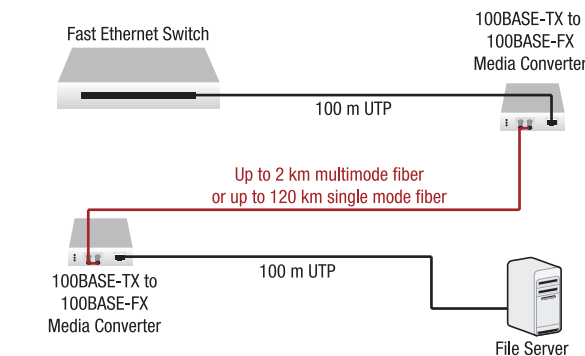 Fast Ethernet Switch
100BASE-TX to
100BASE-FX
Media Converter
100 m UTP
Up to 2 km multimode fiber
or up to 120 km single mode fiber
100BASE-TX to
100BASE-FX
Media Converter
100 m UTP
File Server